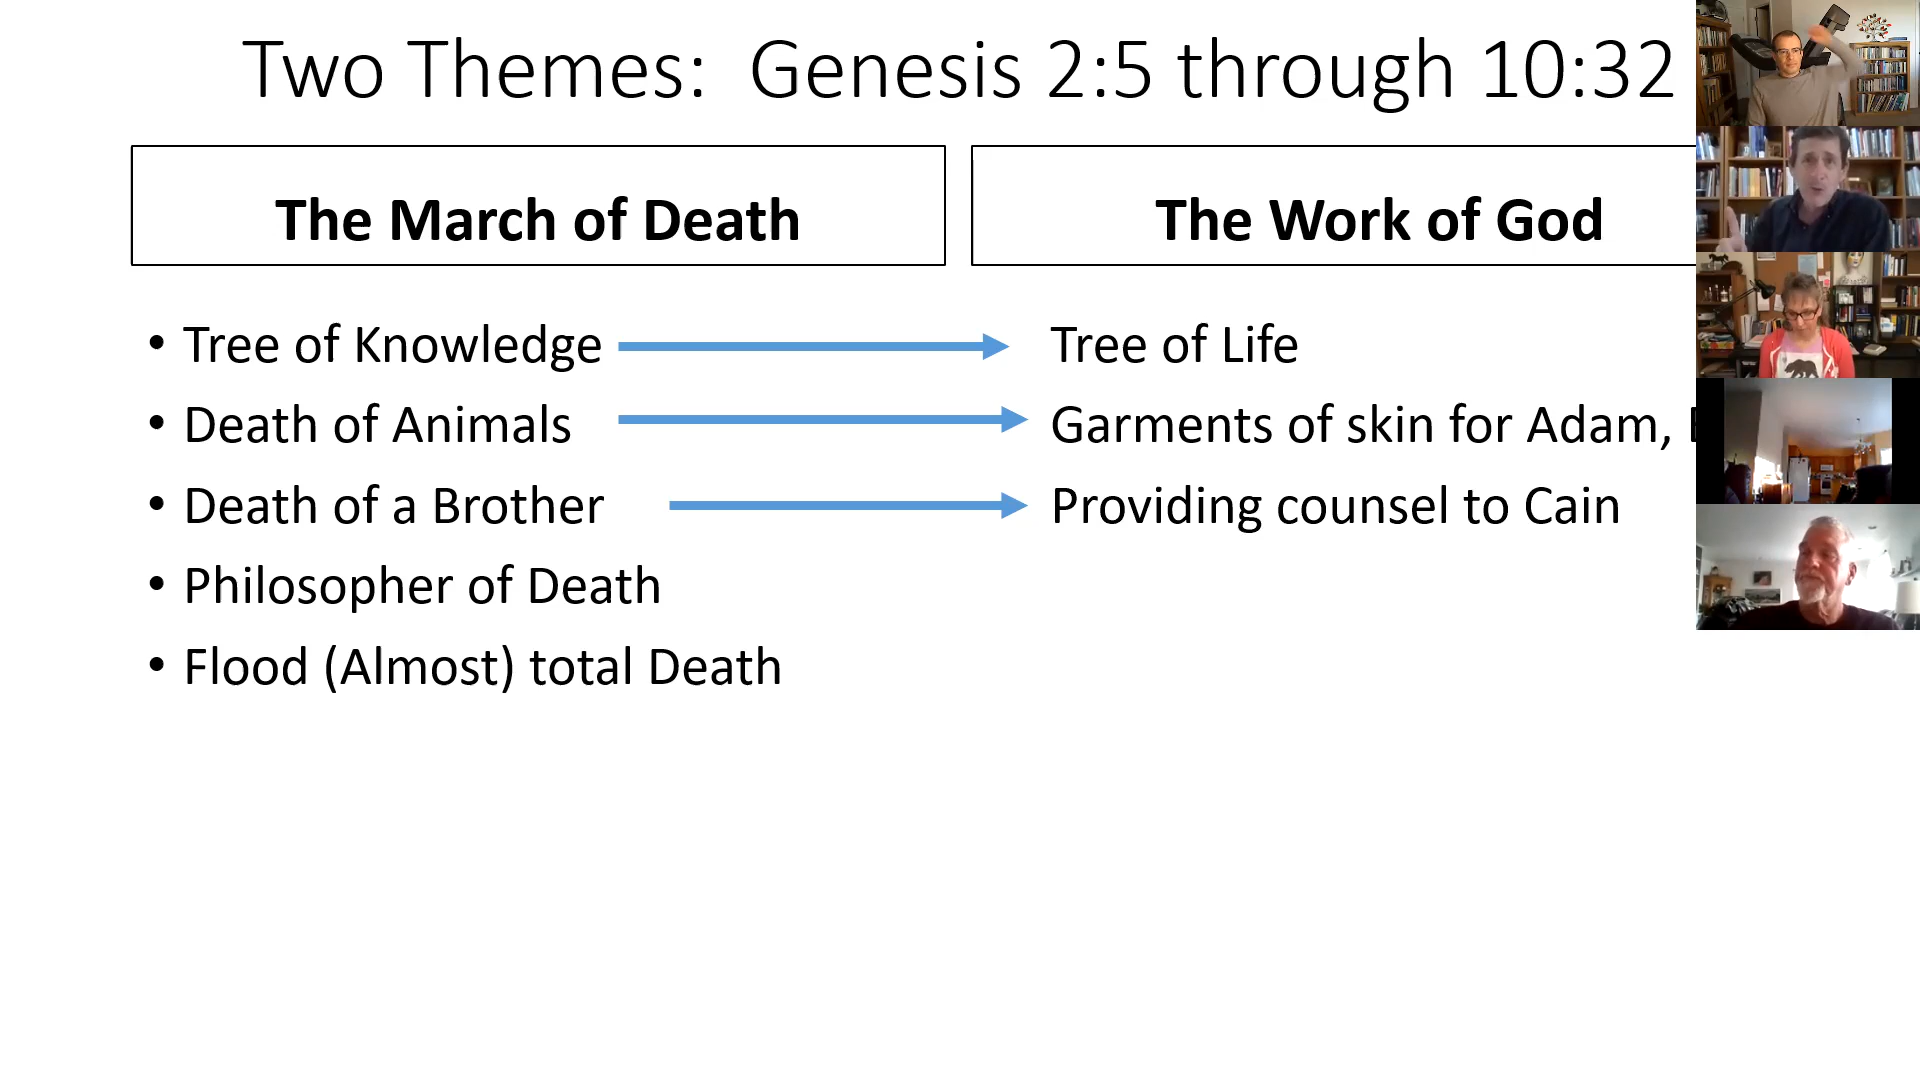 Two Themes: Genesis 2:5 through 10:32
The March of Death
The Work of God
• Tree of Knowledge
Tree of Life
• Death of Animals
Garments of skin for Adam,
• Death of a Brother
Providing counsel to Cain
• Philosopher of Death
• Flood (Almost) total Death